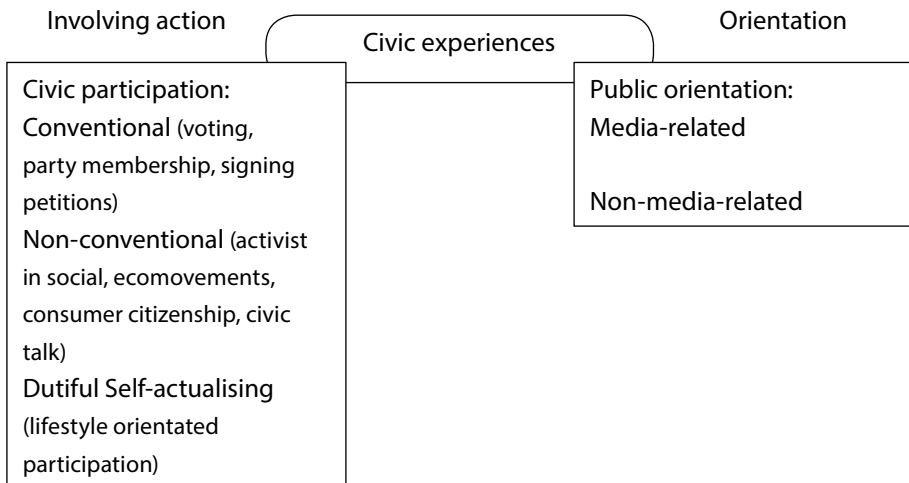 Involving action
Civic experiences
Orientation
Civic participation:
Conventional (voting,
party membership, signing
petitions)
Non-conventional (activist
in social, ecomovements,
consumer citizenship, civic
talk)
Dutiful Self-actualising
(lifestyle orientated
participation)
Public orientation:
Media-related
Non-media-related